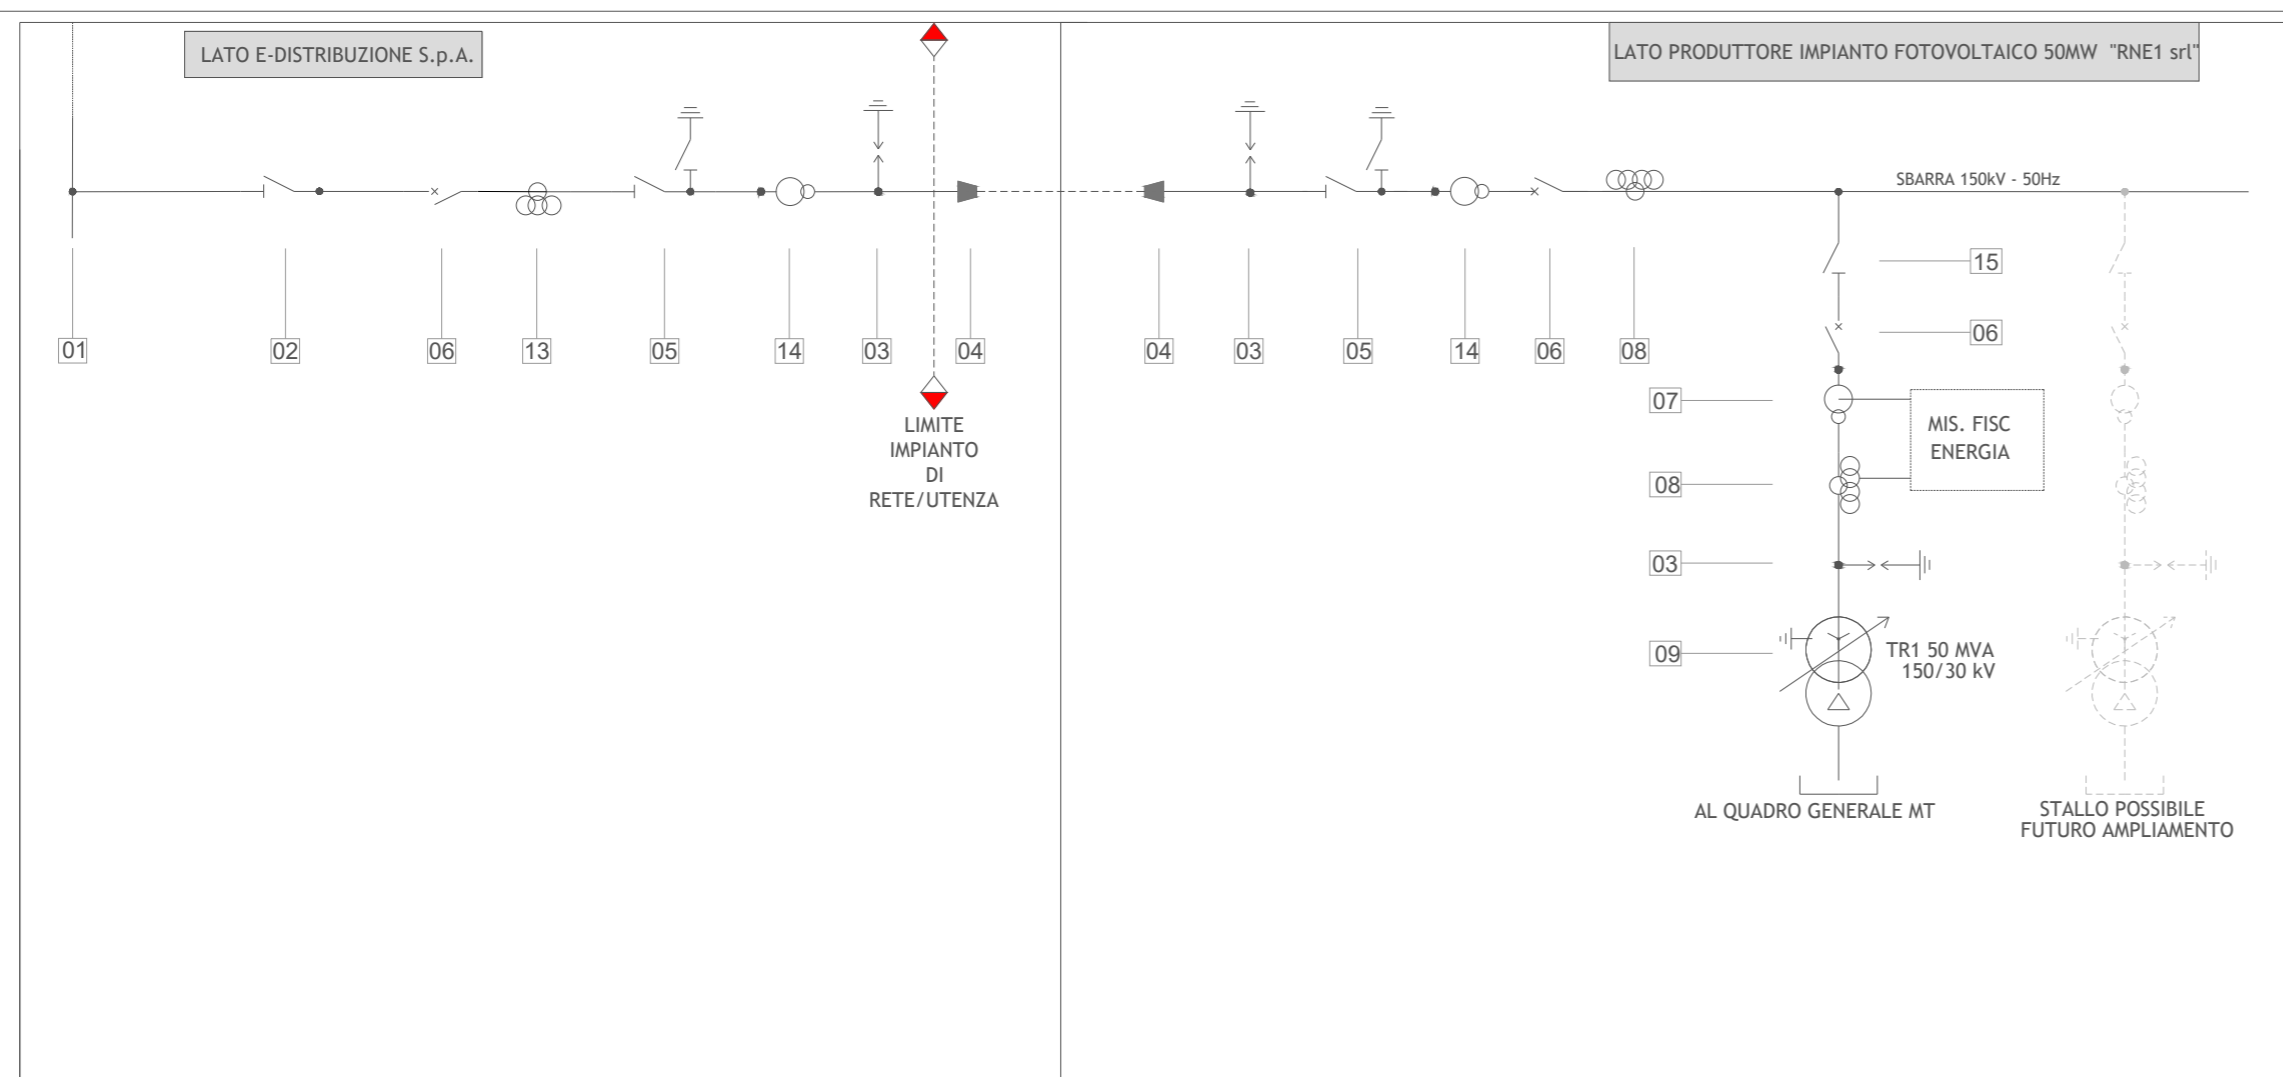 LATO E-DISTRIBUZIONE S.p.A.
LATO PRODUTTORE IMPIANTO FOTOVOLTAICO 50MW "RNE1 srl"
SBARRA 150kV - 50Hz
01
02
06
13
05
14
03
04
04
03
05
14
06
08
15
06
07
08
03
09
MIS. FISC
ENERGIA
LIMITE
IMPIANTO
DI
RETE/UTENZA
TR1 50 MVA
150/30 kV
AL QUADRO GENERALE MT
STALLO POSSIBILE
FUTURO AMPLIAMENTO